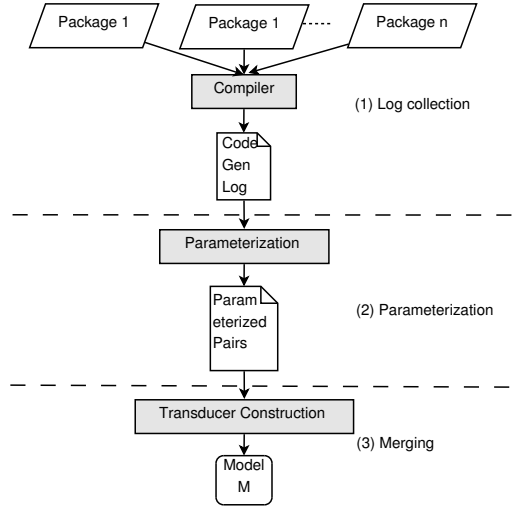 Package 1
Package 1
Package n
Compiler
(1) Log collection
Code
Gen
Log
Parameterization
Param
eterized
Pairs
(2) Parameterization
Transducer Construction
(3) Merging
Model
M